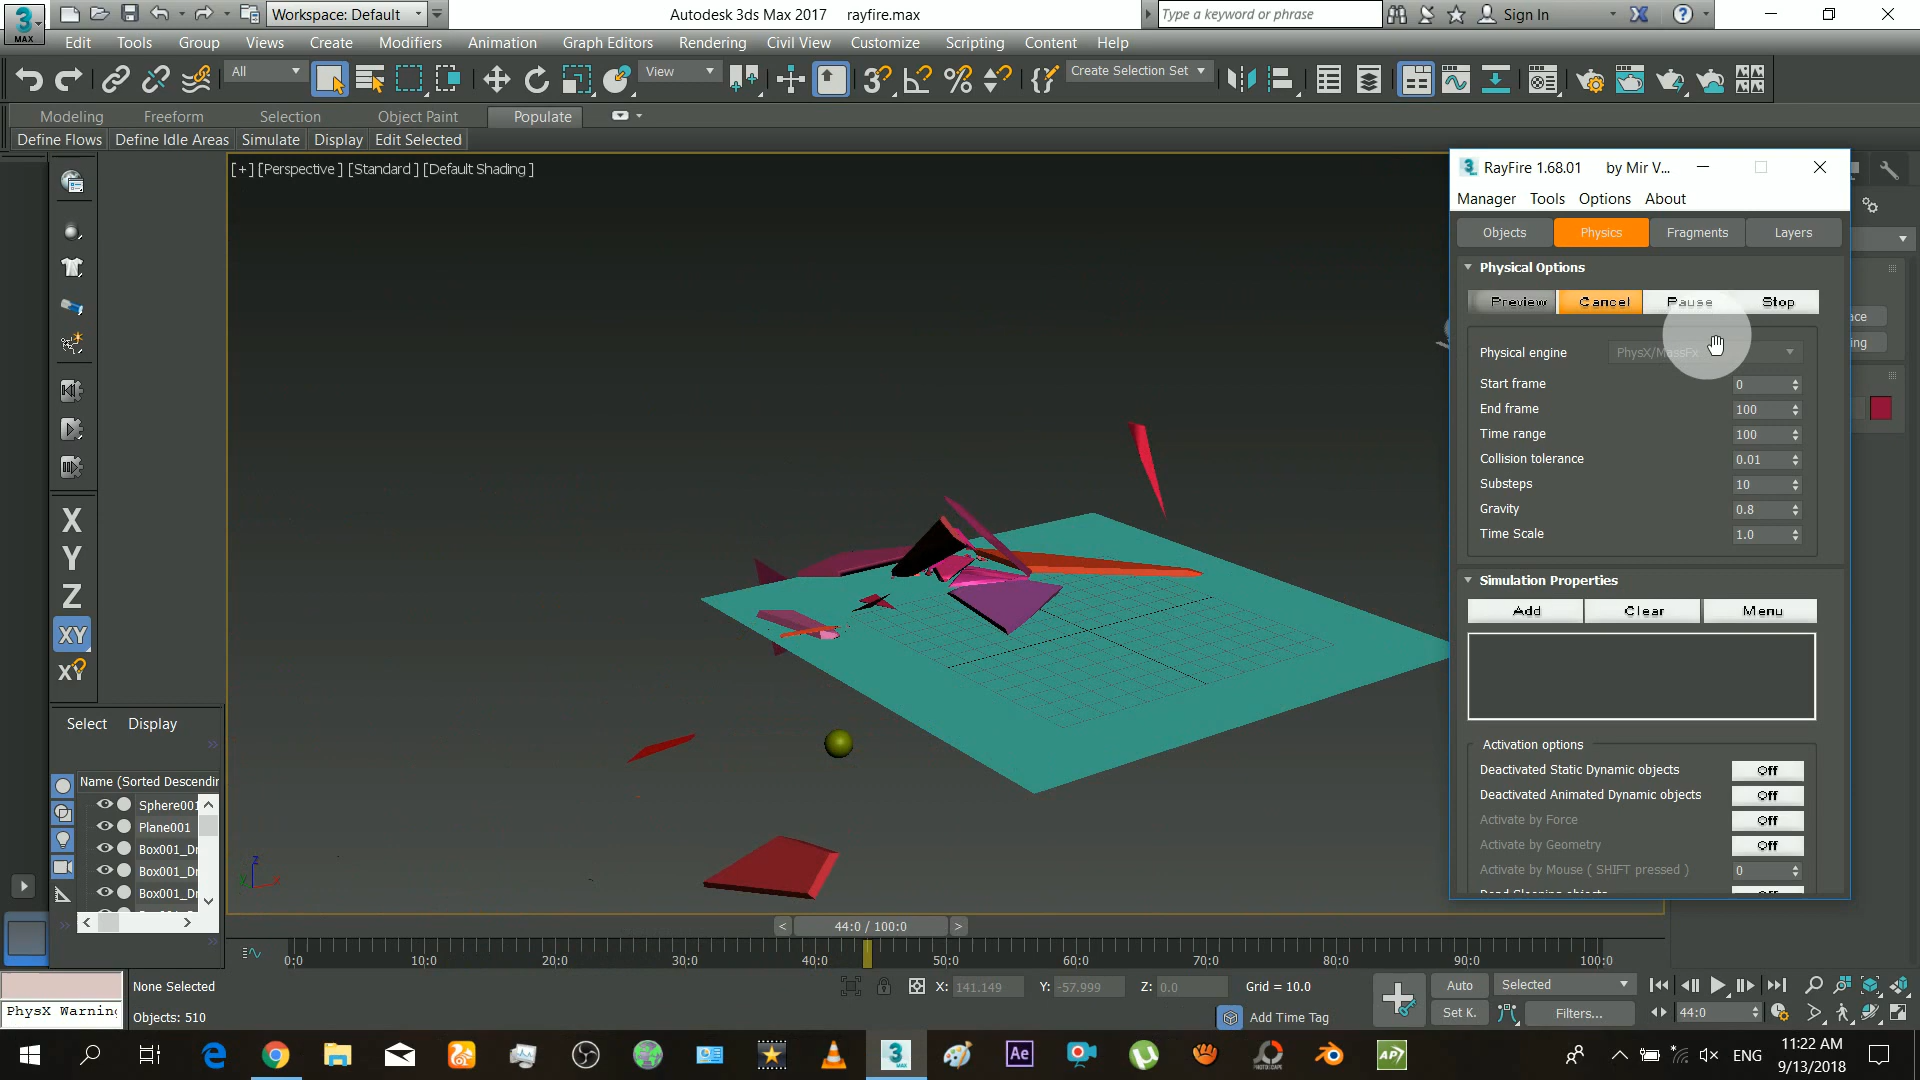 Workspace: Default
Autodesk 3ds Max 2017 rayfire.max
Type a keyword or phrase
Sign In
MAX
Edit Tools Group Views Create Modifiers Animation Graph Editors Rendering Civil View Customize Scripting Content Help
All
View
Create Selection Set
Modeling Freeform Selection Object Paint Populate
Define Flows Define Idle Areas Simulate Display Edit Selected
[+] [Perspective] [Standard] [Default Shading]
RayFire 1.68.01 by Mir V...
Manager Tools Options About
Objects Physics Fragments Layers
Physical Options
Preview Cancel Pause Stop
Physical engine PhysX/MassFx
Start frame 0
End frame 100
Time range 100
Collision tolerance 0.01
Substeps 10
Gravity 0.8
Time Scale 1.0
Simulation Properties
Add Clear Menu
Activation options
Deactivated Static Dynamic objects Off
Deactivated Animated Dynamic objects Off
Activate by Force Off
Activate by Geometry Off
Activate by Mouse ( SHIFT pressed ) 0
X
Y
Z
XY
XY
Select Display
Name (Sorted Descendin
Sphere001
Plane001
Box001_Dr
Box001_Dr
Box001_Dr
z
44:0 / 100:0
0:0 10:0 20:0 30:0 40:0 50:0 60:0 70:0 80:0 90:0 100:0
None Selected
X: 141.149 Y: -57.999 Z: 0.0 Grid = 10.0
Auto Selected
PhysX Warning
Objects: 510
Add Time Tag
Set K. Filters... 44:0
ENG
11:22 AM
9/13/2018